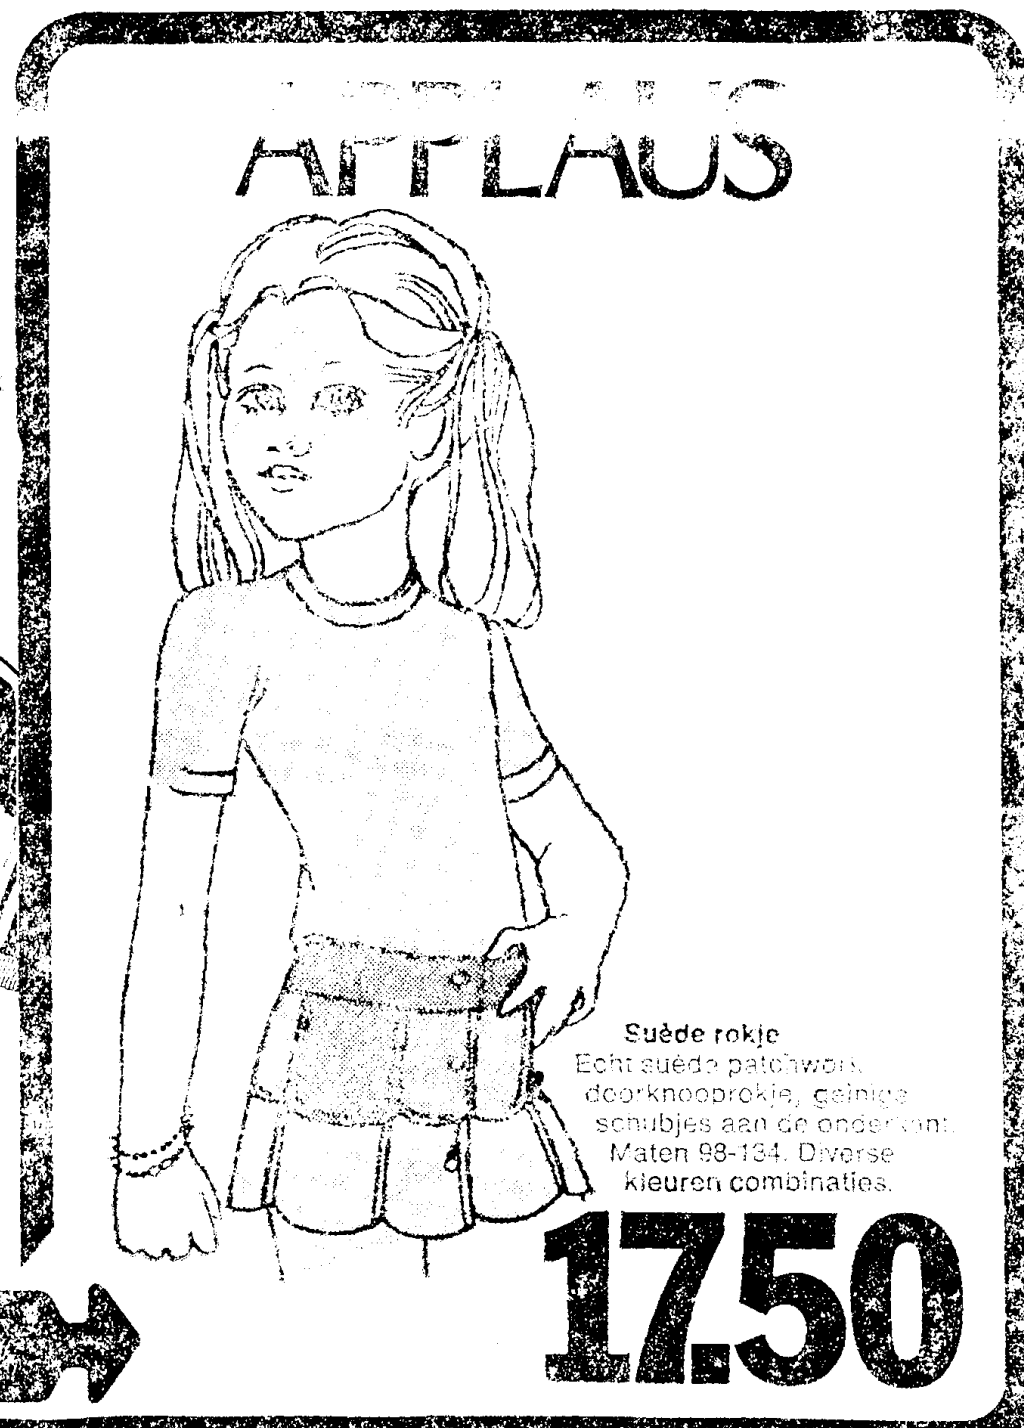 APPLAUS
Suède rokje
Echt suède patchwork
doorknooprokje, geinige
schubjes aan de onderkant.
Maten 98-134. Diverse
kleuren combinaties.
17.50